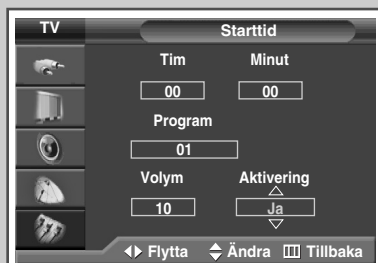 TV Starttid
Tim Minut
00 00
Program
01
Volym Aktivering
10 Ja
Flytta Ändra Tillbaka